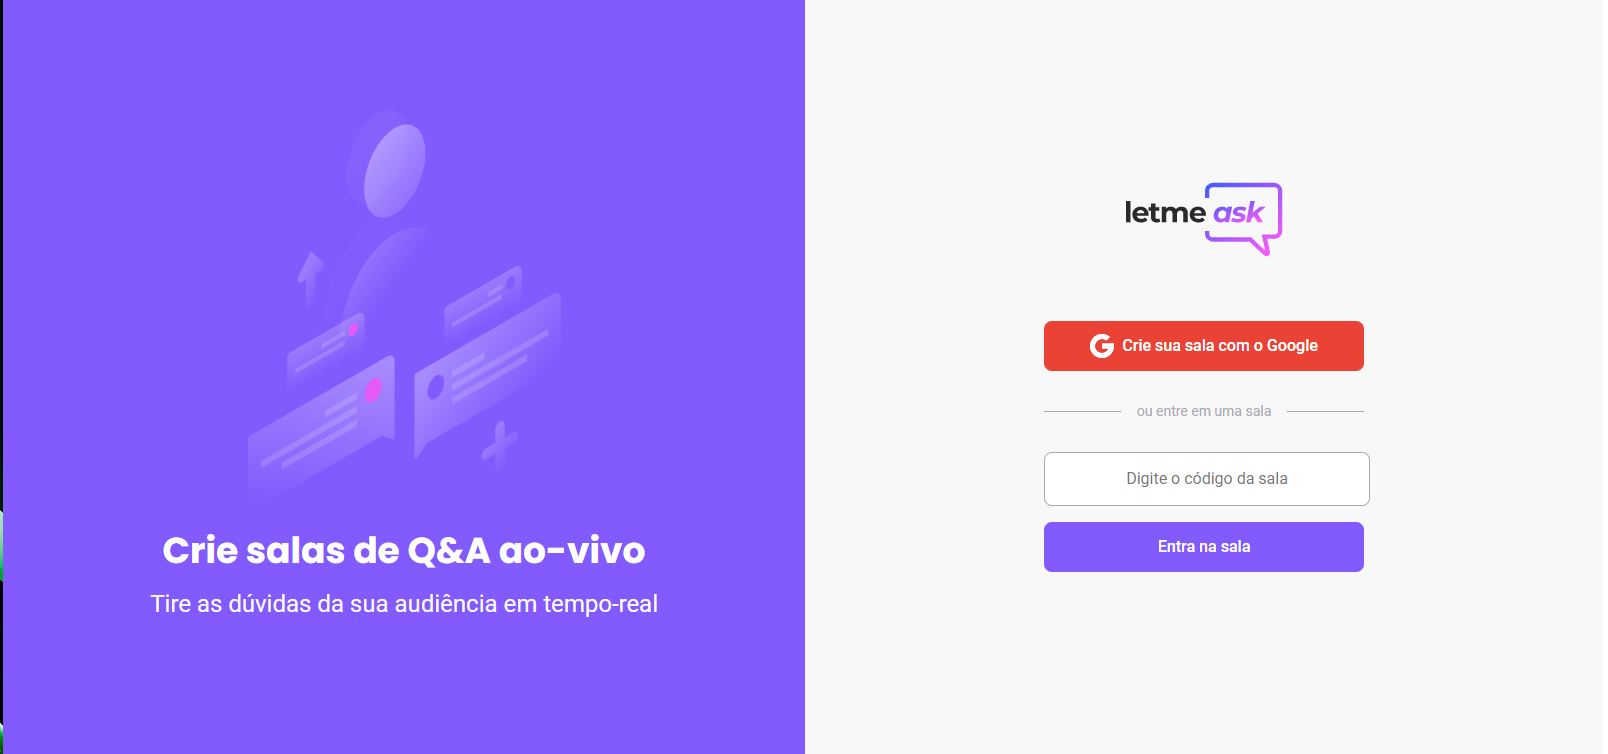 Crie salas de Q&A ao-vivo
Tire as dúvidas da sua audiência em tempo-real
letme ask
Crie sua sala com o Google
ou entre em uma sala
Digite o código da sala
Entra na sala